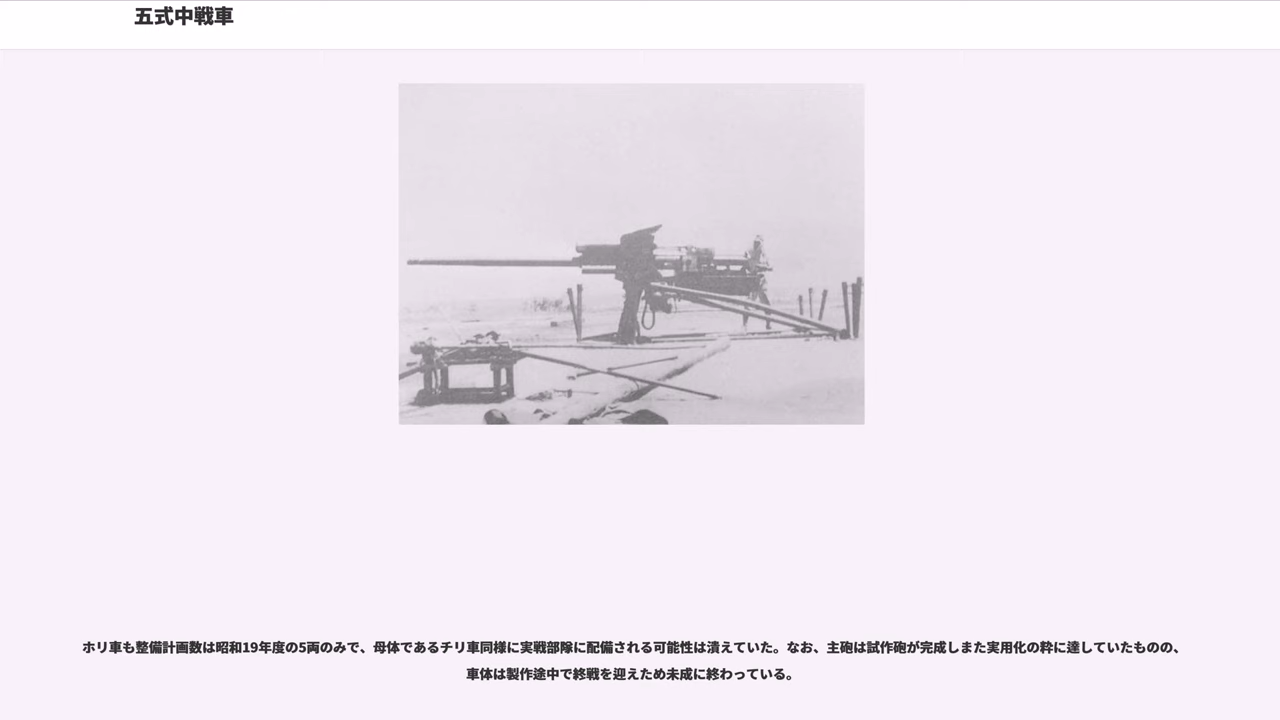 五式中戦車
ホリ車も整備計画数は昭和19年度の5両のみで、母体であるチリ車同様に実戦部隊に配備される可能性は潰えていた。なお、主砲は試作砲が完成しまた実用化の粋に達していたものの、
車体は製作途中で終戦を迎えため未成に終わっている。